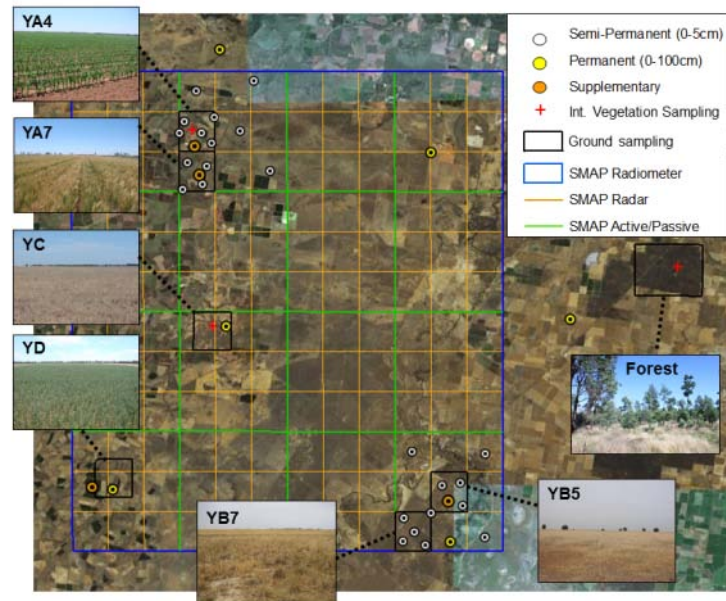 YA4
YA7
YC
YD
YB7
YB5
Forest
Semi-Permanent (0-5cm)
Permanent (0-100cm)
Supplementary
Int. Vegetation Sampling
Ground sampling
SMAP Radiometer
SMAP Radar
SMAP Active/Passive